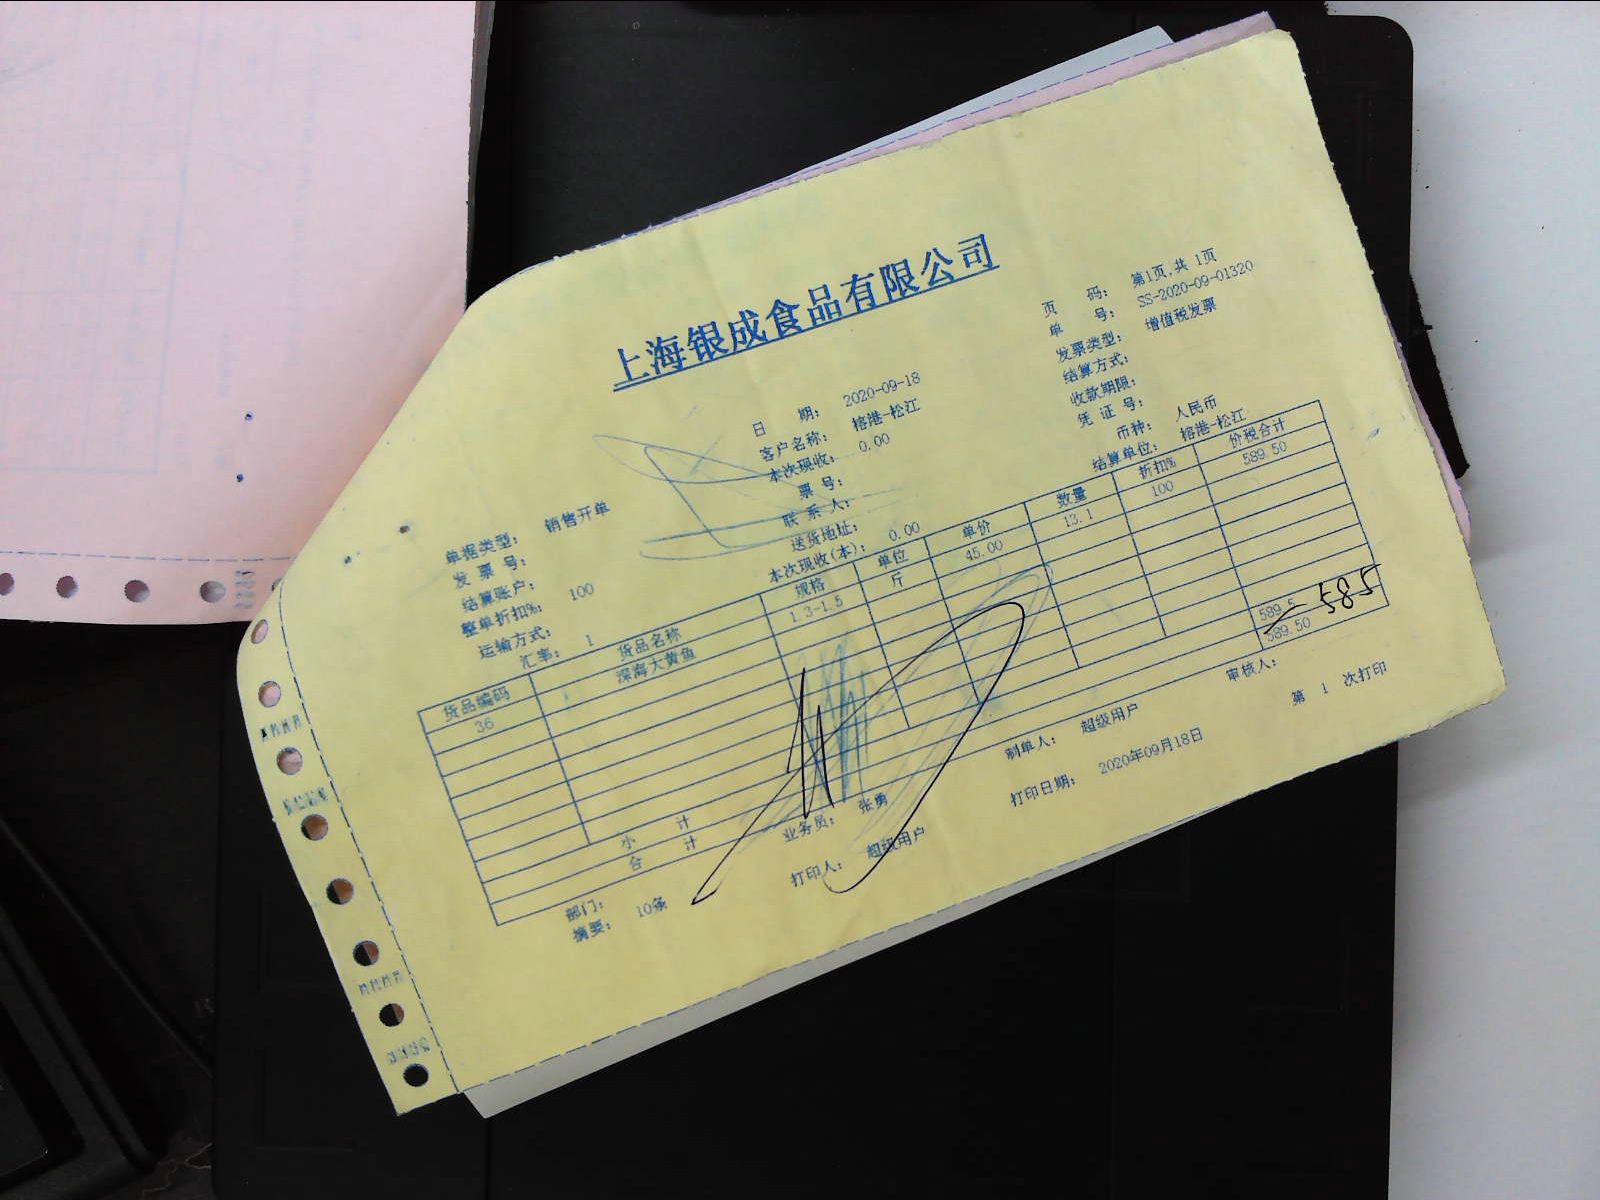 上海银成食品有限公司
页 码： 第1页,共 1页
单 号： SS-2020-09-01320
单据类型： 销售开单
日 期： 2020-09-18
发票类型： 增值税发票
发 票 号：
客户名称： 榕港-松江
结算方式：
结算账户：
本次现收： 0.00
收款期限：
整单折扣%： 100
票 号：
凭 证 号：
运输方式：
联 系 人：
币种： 人民币
汇率： 1
送货地址：
结算单位： 榕港-松江
本次现收(本)： 0.00
货品编码 货品名称 规格 单位 单价 数量 折扣% 价税合计
36 深海大黄鱼 1.3-1.5 斤 45.00 13.1 100 589.50
小 计 589.5 585
合 计 589.50
部门： 业务员： 张勇 制单人： 超级用户 审核人：
摘要： 10条 打印人： 超级用户 打印日期： 2020年09月18日 第 1 次打印